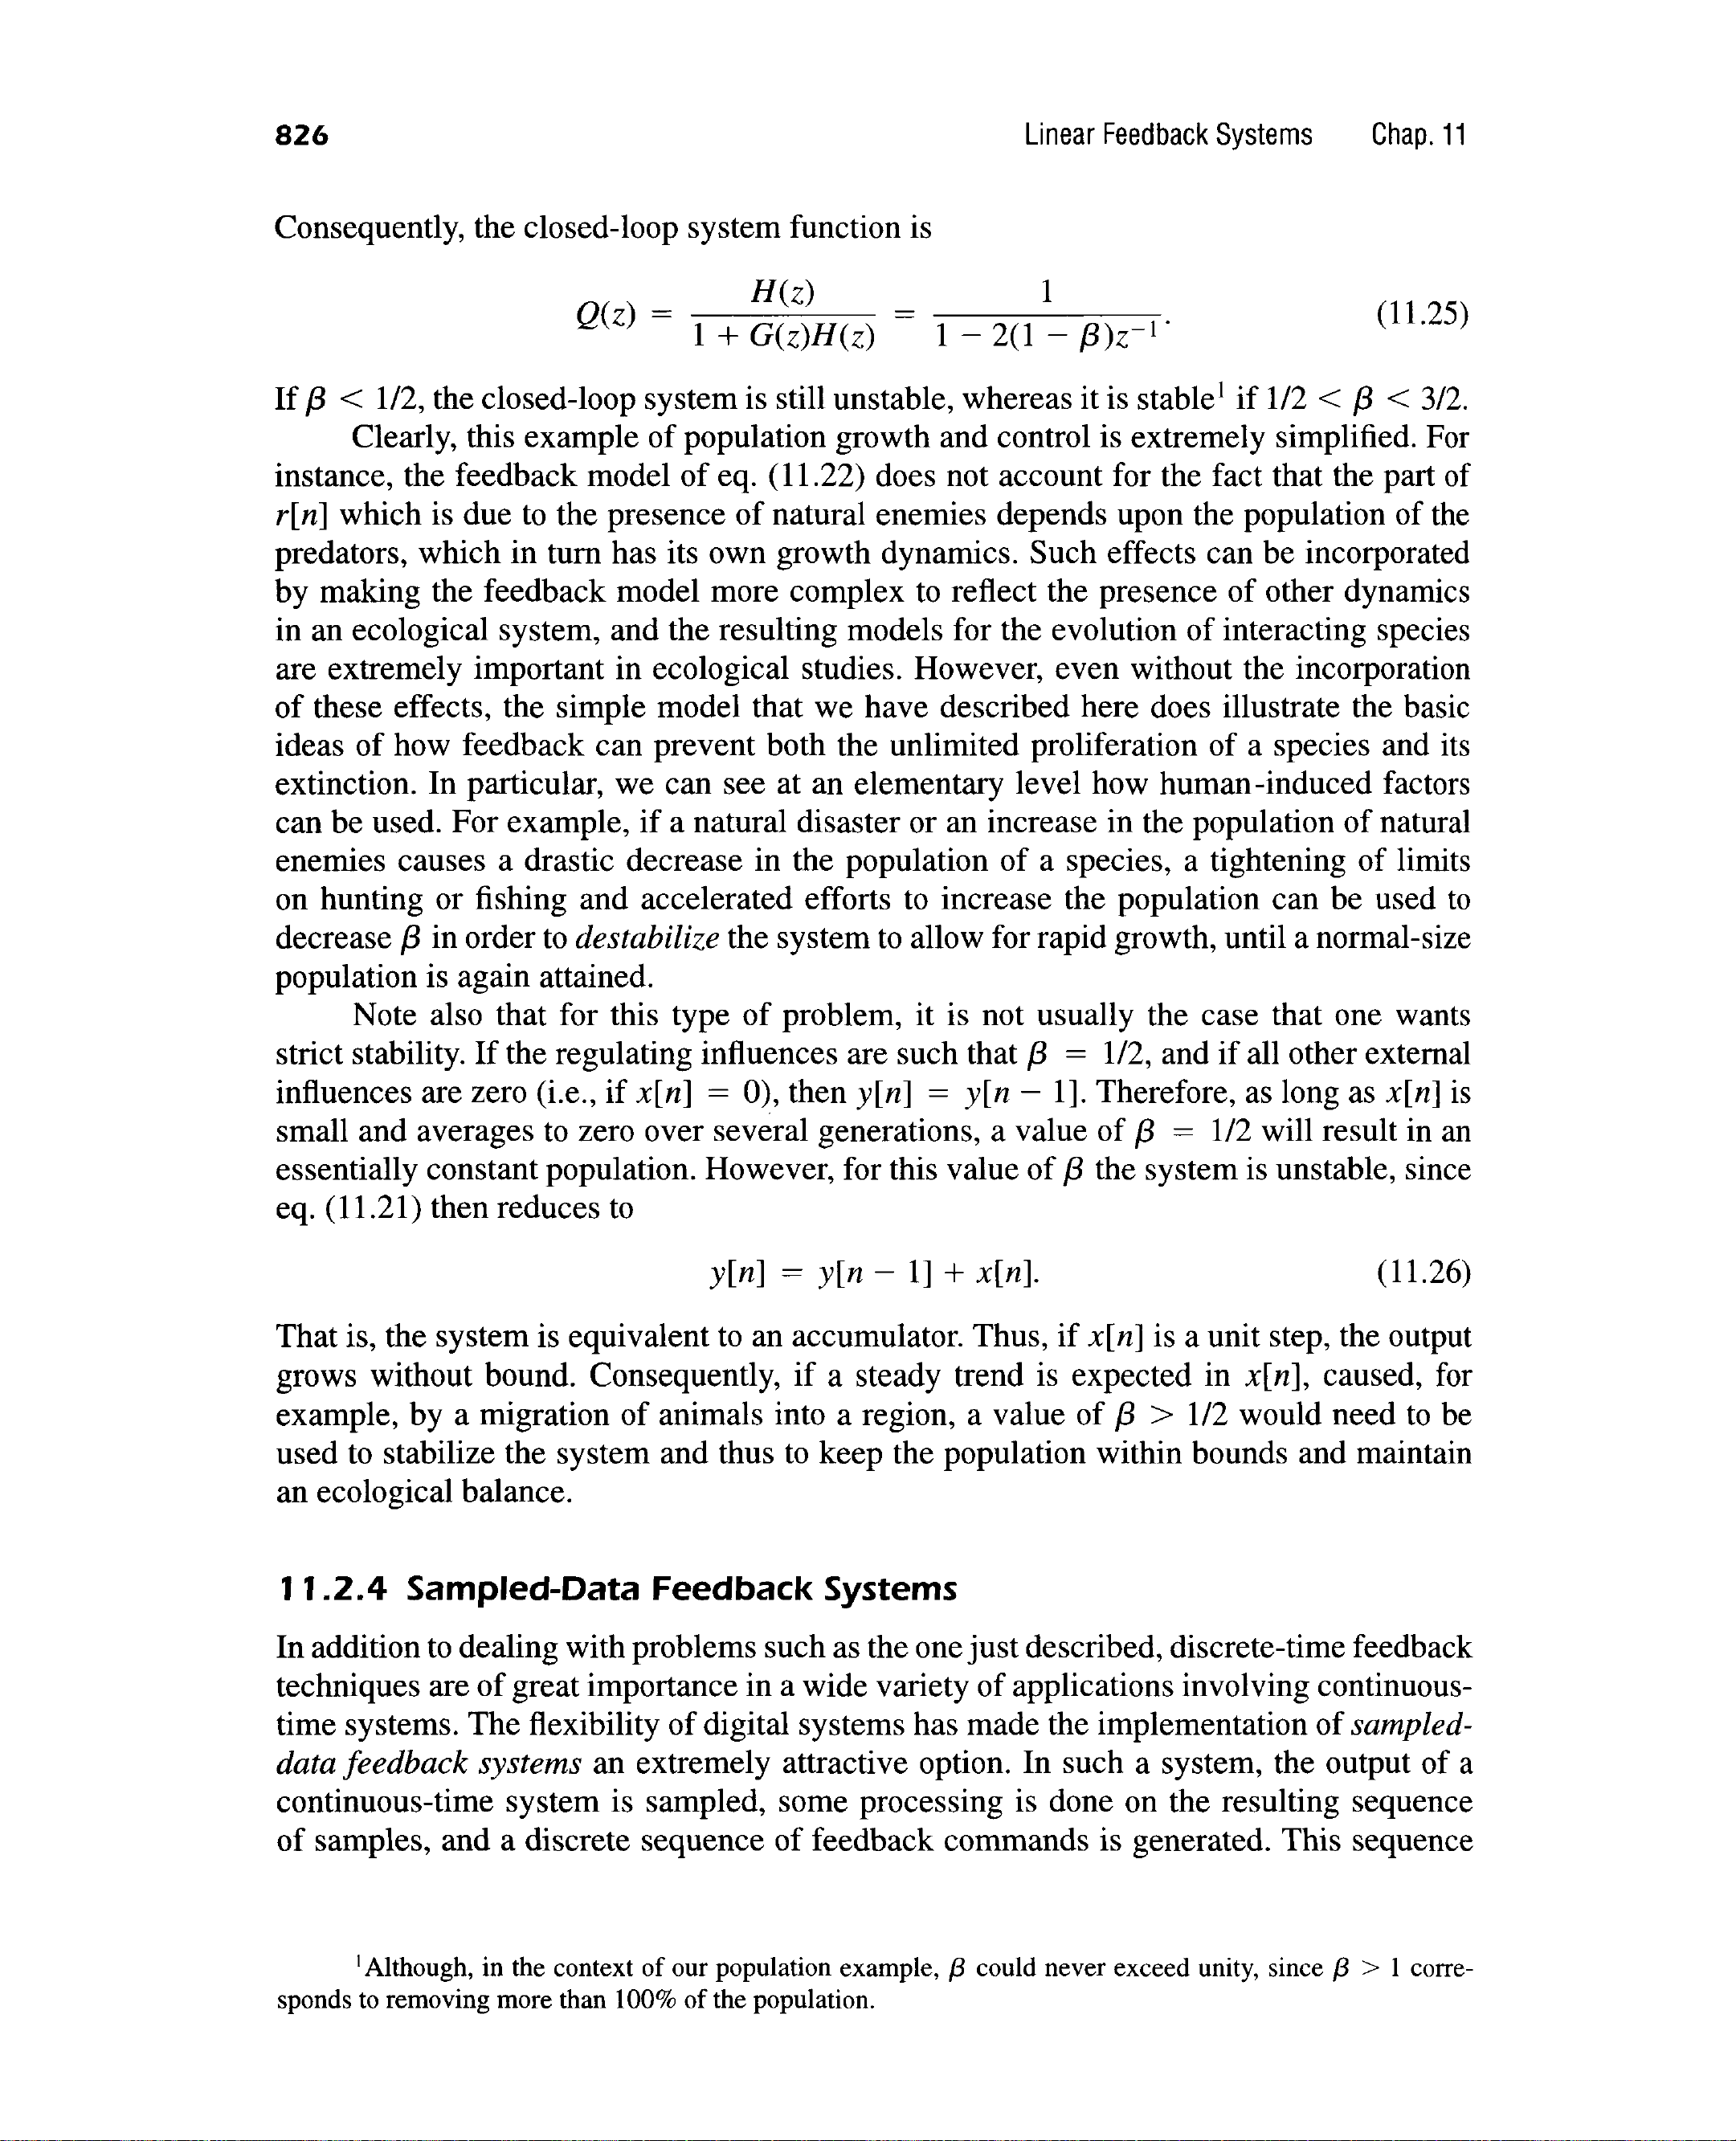 826 Linear Feedback Systems Chap. 11
Consequently, the closed-loop system function is
Q(z) = H(z) / (1 + G(z)H(z)) = 1 / (1 − 2(1 − β)z⁻¹). (11.25)
If β < 1/2, the closed-loop system is still unstable, whereas it is stable¹ if 1/2 < β < 3/2.
Clearly, this example of population growth and control is extremely simplified. For
instance, the feedback model of eq. (11.22) does not account for the fact that the part of
r[n] which is due to the presence of natural enemies depends upon the population of the
predators, which in turn has its own growth dynamics. Such effects can be incorporated
by making the feedback model more complex to reflect the presence of other dynamics
in an ecological system, and the resulting models for the evolution of interacting species
are extremely important in ecological studies. However, even without the incorporation
of these effects, the simple model that we have described here does illustrate the basic
ideas of how feedback can prevent both the unlimited proliferation of a species and its
extinction. In particular, we can see at an elementary level how human-induced factors
can be used. For example, if a natural disaster or an increase in the population of natural
enemies causes a drastic decrease in the population of a species, a tightening of limits
on hunting or fishing and accelerated efforts to increase the population can be used to
decrease β in order to destabilize the system to allow for rapid growth, until a normal-size
population is again attained.
Note also that for this type of problem, it is not usually the case that one wants
strict stability. If the regulating influences are such that β = 1/2, and if all other external
influences are zero (i.e., if x[n] = 0), then y[n] = y[n − 1]. Therefore, as long as x[n] is
small and averages to zero over several generations, a value of β = 1/2 will result in an
essentially constant population. However, for this value of β the system is unstable, since
eq. (11.21) then reduces to
y[n] = y[n − 1] + x[n]. (11.26)
That is, the system is equivalent to an accumulator. Thus, if x[n] is a unit step, the output
grows without bound. Consequently, if a steady trend is expected in x[n], caused, for
example, by a migration of animals into a region, a value of β > 1/2 would need to be
used to stabilize the system and thus to keep the population within bounds and maintain
an ecological balance.
11.2.4 Sampled-Data Feedback Systems
In addition to dealing with problems such as the one just described, discrete-time feedback
techniques are of great importance in a wide variety of applications involving continuous-
time systems. The flexibility of digital systems has made the implementation of sampled-
data feedback systems an extremely attractive option. In such a system, the output of a
continuous-time system is sampled, some processing is done on the resulting sequence
of samples, and a discrete sequence of feedback commands is generated. This sequence
¹Although, in the context of our population example, β could never exceed unity, since β > 1 corre-
sponds to removing more than 100% of the population.